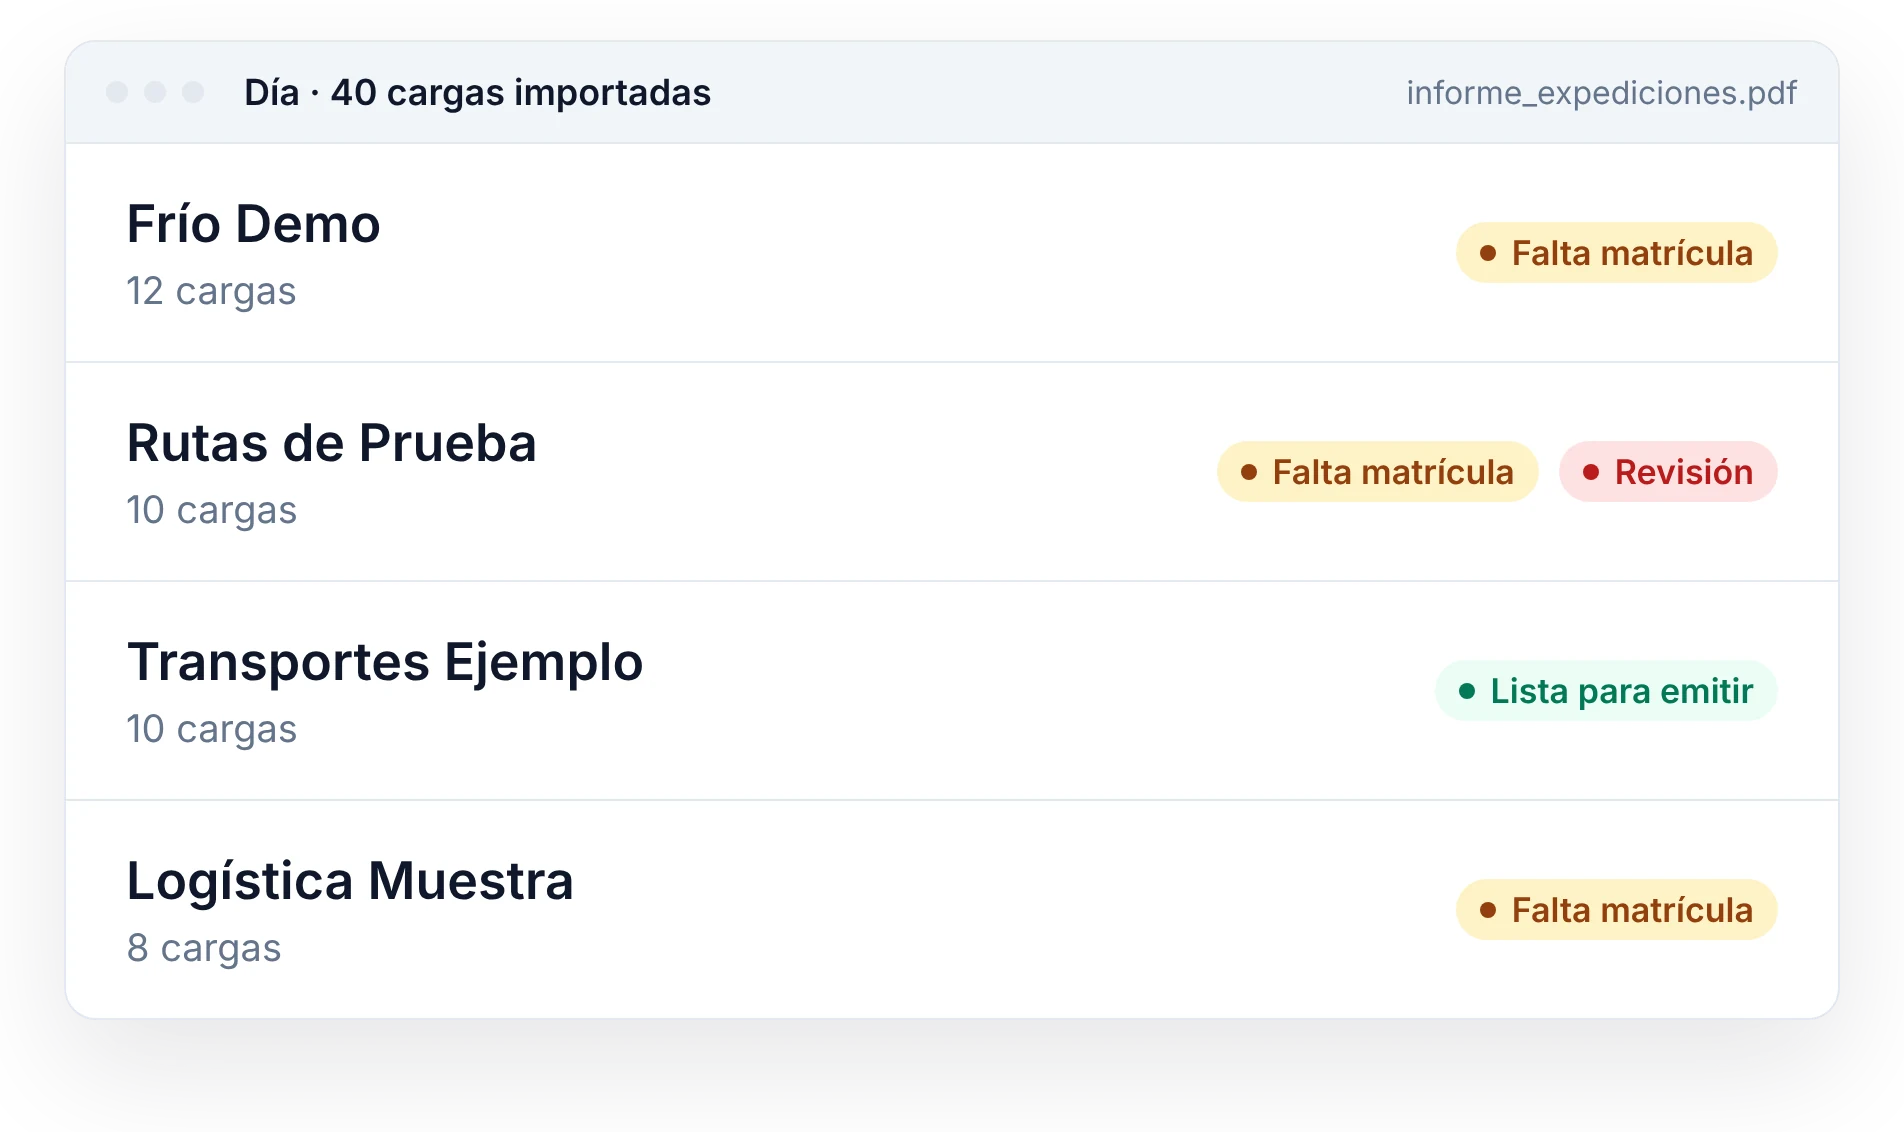 Día · 40 cargas importadas
informe_expediciones.pdf
Frío Demo
12 cargas
Falta matrícula
Rutas de Prueba
10 cargas
Falta matrícula
Revisión
Transportes Ejemplo
10 cargas
Lista para emitir
Logística Muestra
8 cargas
Falta matrícula